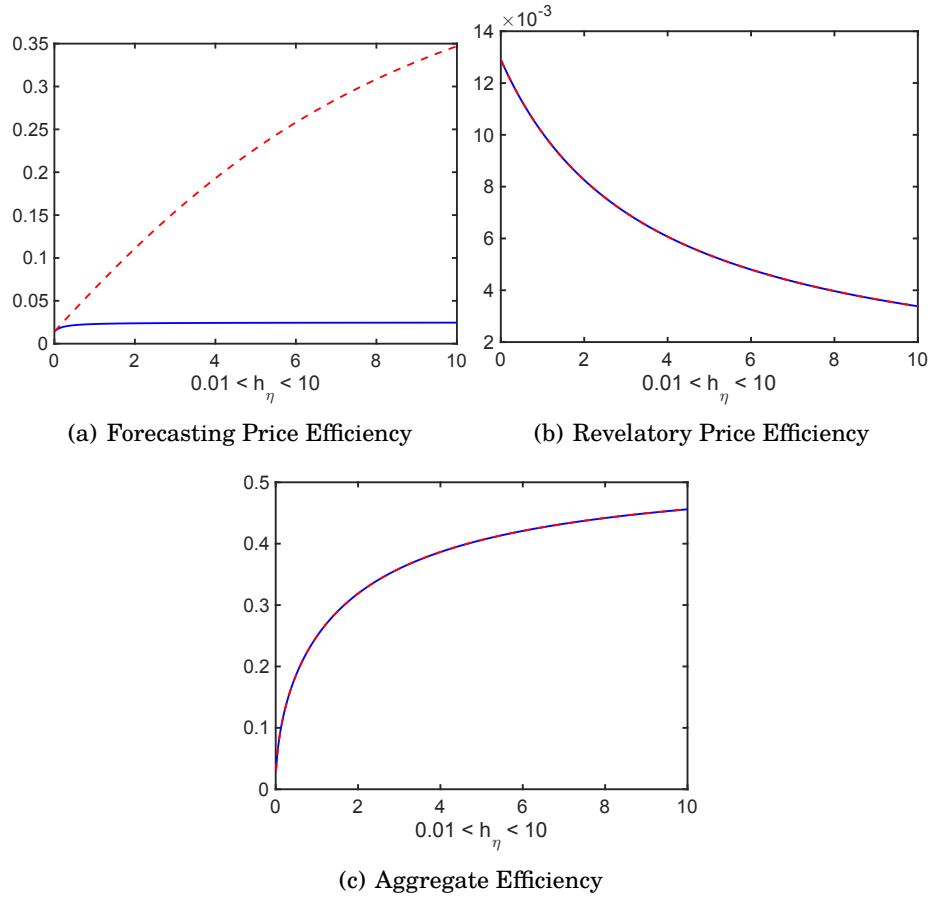 0.35
0.3
0.25
0.2
0.15
0.1
0.05
0
0 2 4 6 8 10
0.01 < h_η < 10
(a) Forecasting Price Efficiency
×10⁻³
14
12
10
8
6
4
2
0 2 4 6 8 10
0.01 < h_η < 10
(b) Revelatory Price Efficiency
0.5
0.4
0.3
0.2
0.1
0
0 2 4 6 8 10
0.01 < h_η < 10
(c) Aggregate Efficiency